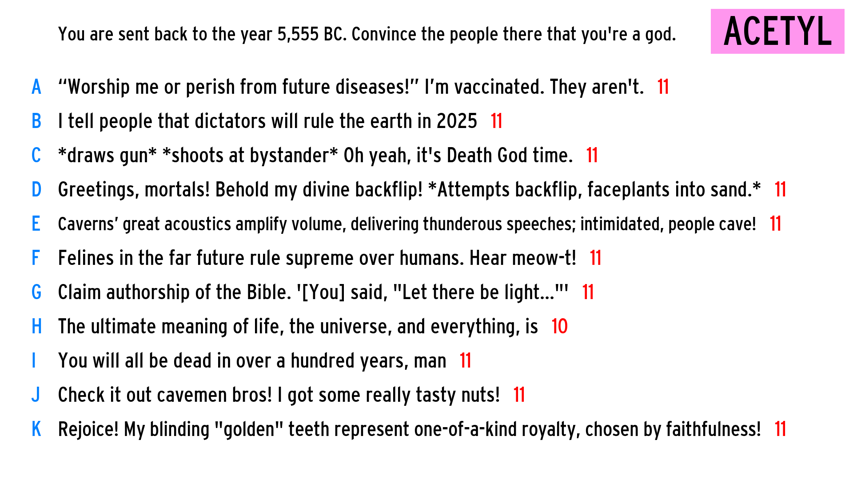 You are sent back to the year 5,555 BC. Convince the people there that you're a god.
ACETYL
A “Worship me or perish from future diseases!” I’m vaccinated. They aren't. 11
B I tell people that dictators will rule the earth in 2025 11
C *draws gun* *shoots at bystander* Oh yeah, it's Death God time. 11
D Greetings, mortals! Behold my divine backflip! *Attempts backflip, faceplants into sand.* 11
E Caverns’ great acoustics amplify volume, delivering thunderous speeches; intimidated, people cave! 11
F Felines in the far future rule supreme over humans. Hear meow-t! 11
G Claim authorship of the Bible. '[You] said, "Let there be light..."' 11
H The ultimate meaning of life, the universe, and everything, is 10
I You will all be dead in over a hundred years, man 11
J Check it out cavemen bros! I got some really tasty nuts! 11
K Rejoice! My blinding "golden" teeth represent one-of-a-kind royalty, chosen by faithfulness! 11